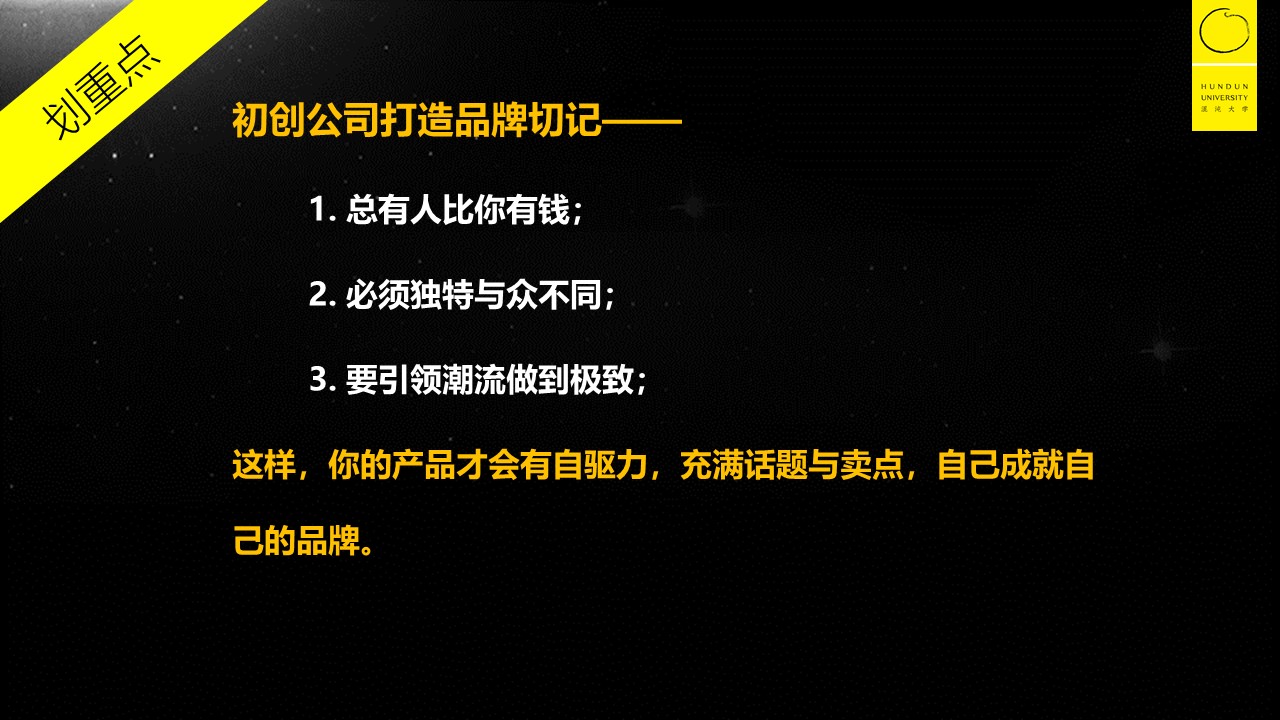 划重点
HUNDUN
UNIVERSITY
混沌大学
初创公司打造品牌切记——
1. 总有人比你有钱；
2. 必须独特与众不同；
3. 要引领潮流做到极致；
这样，你的产品才会有自驱力，充满话题与卖点，自己成就自
己的品牌。